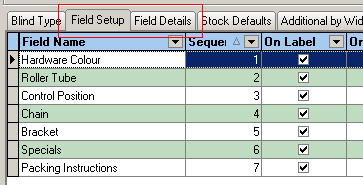 Blind Type Field Setup Field Details Stock Defaults Additional by Wid
Field Name Sequer On Label Or
Hardware Colour 1
Roller Tube 2
Control Position 3
Chain 4
Bracket 5
Specials 6
Packing Instructions 7